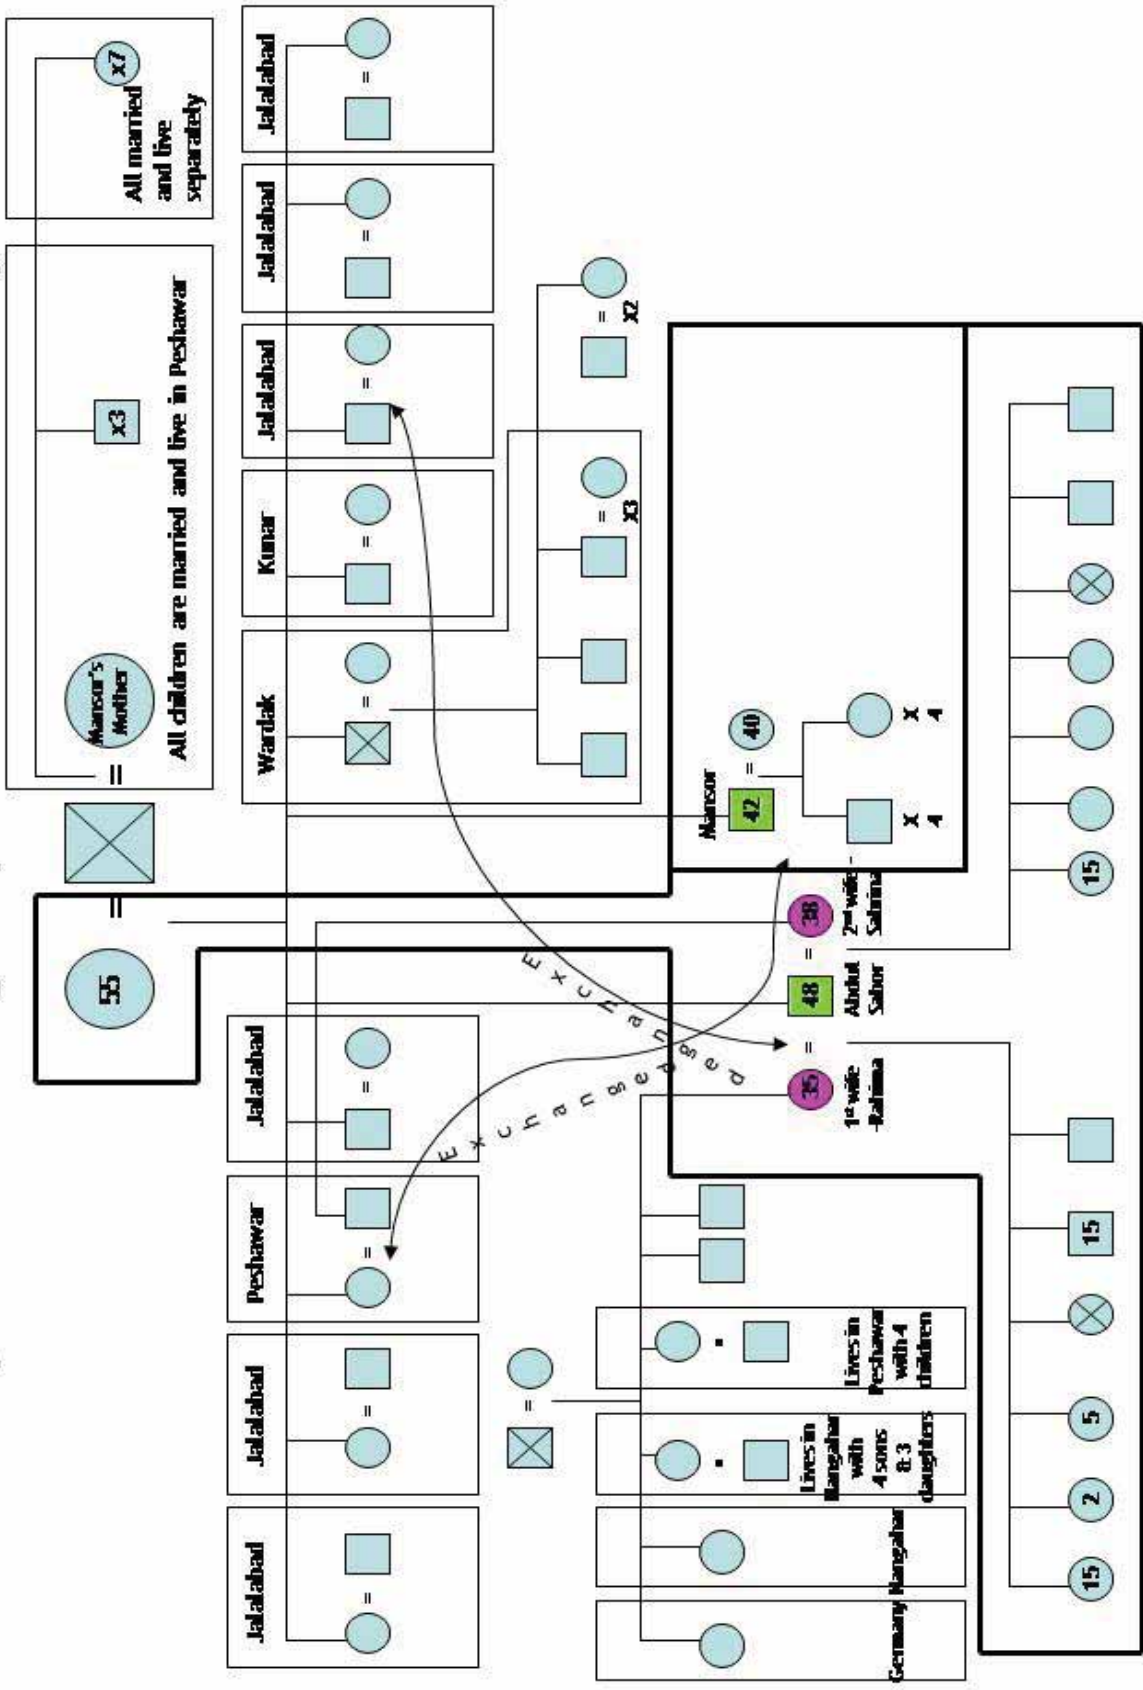 x7
All married
and live
separately
x3
Mansor's
Mother
All children are married and live in Peshawar
=
=
55
Jalalabad
=
Jalalabad
=
Jalalabad
=
Kunar
=
Wardak
=
Jalalabad
=
Peshawar
=
Jalalabad
=
Jalalabad
=
=
X2
=
X3
Exchanged
Exchanged
Mansor
42
=
40
X
4
X
4
35
=
48
=
38
1st wife
-Rahima
Abdul
Sabor
2nd wife -
Sabrina
=
Lives in
Peshawar
with 4
children
Lives in
Nangahar
with
4 sons
& 3
daughters
Nangahar
Germany
15
2
5
15
15